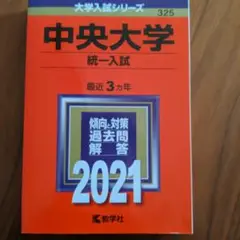 大学入試シリーズ
325
中央大学
統一入試
最近3カ年
傾向と対策
過去問
解答
2021
教学社